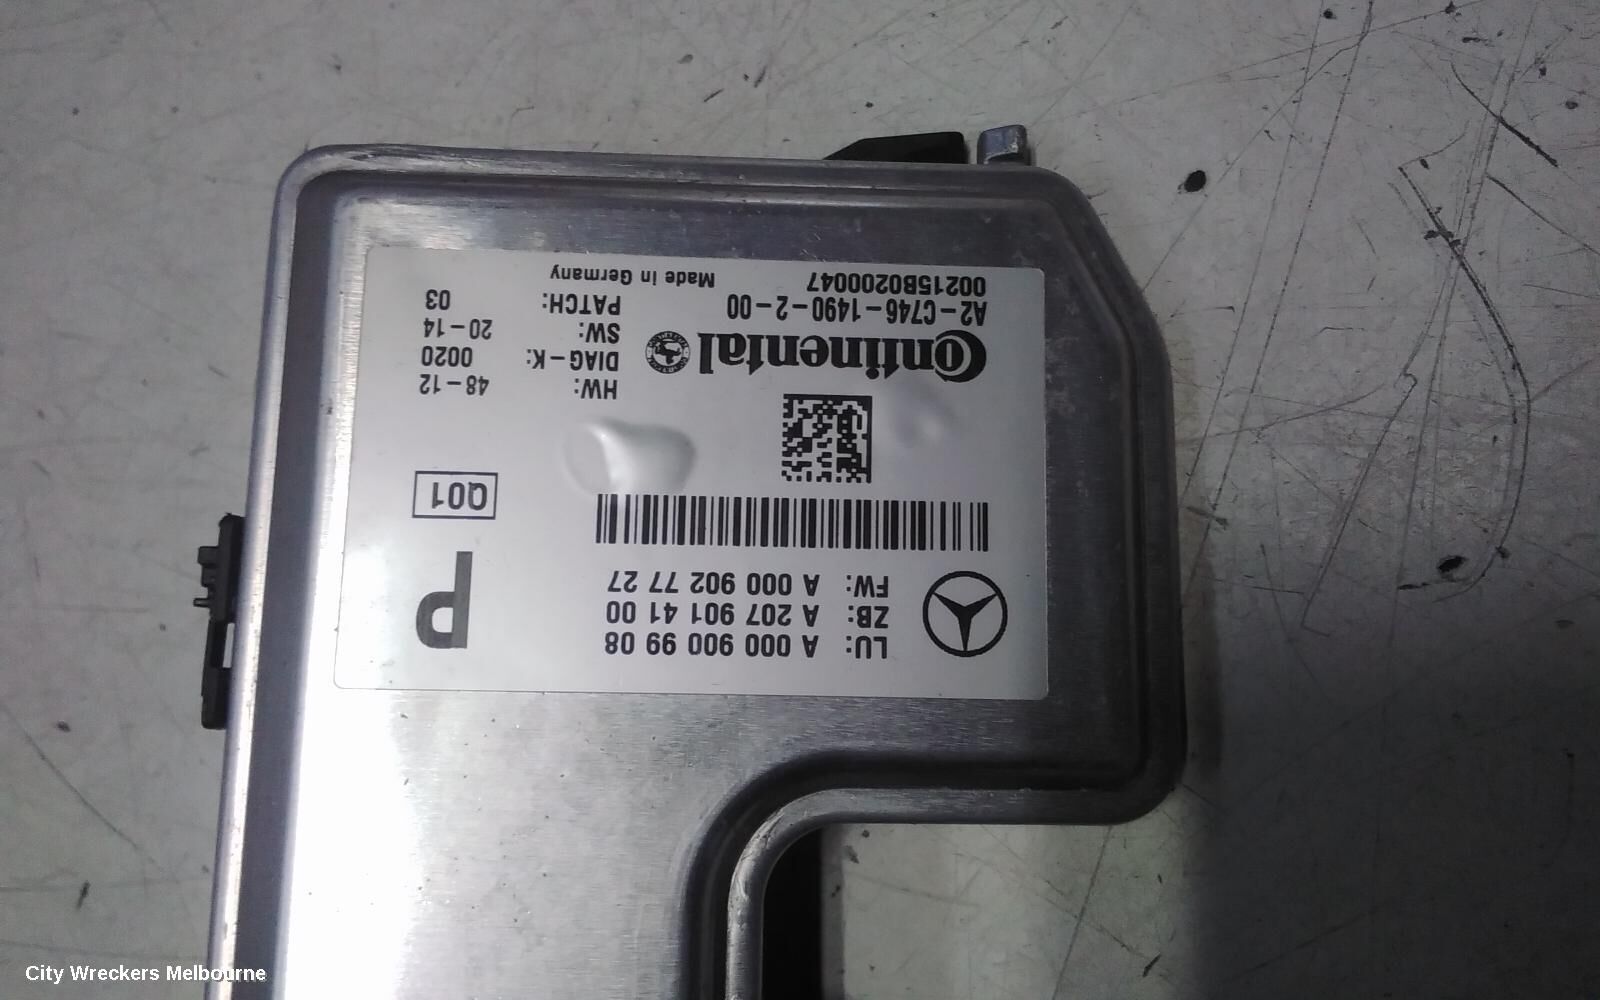 LU: A 000 900 99 08
ZB: A 207 901 41 00
FW: A 000 902 77 27
P
Q01
HW: 48-12
DIAG-K: 0020
SW: 20-14
PATCH: 03
Continental
A2-C746-1490-2-00
00215B0200047
Made in Germany
City Wreckers Melbourne